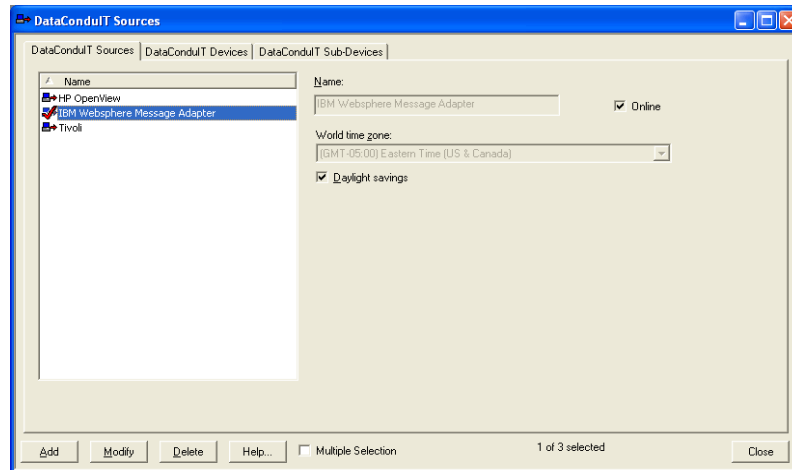 DataConduIT Sources
DataConduIT Sources DataConduIT Devices DataConduIT Sub-Devices
Name
HP OpenView
IBM Websphere Message Adapter
Tivoli
Name:
IBM Websphere Message Adapter
Online
World time zone:
(GMT-05:00) Eastern Time (US & Canada)
Daylight savings
Add Modify Delete Help... Multiple Selection 1 of 3 selected Close